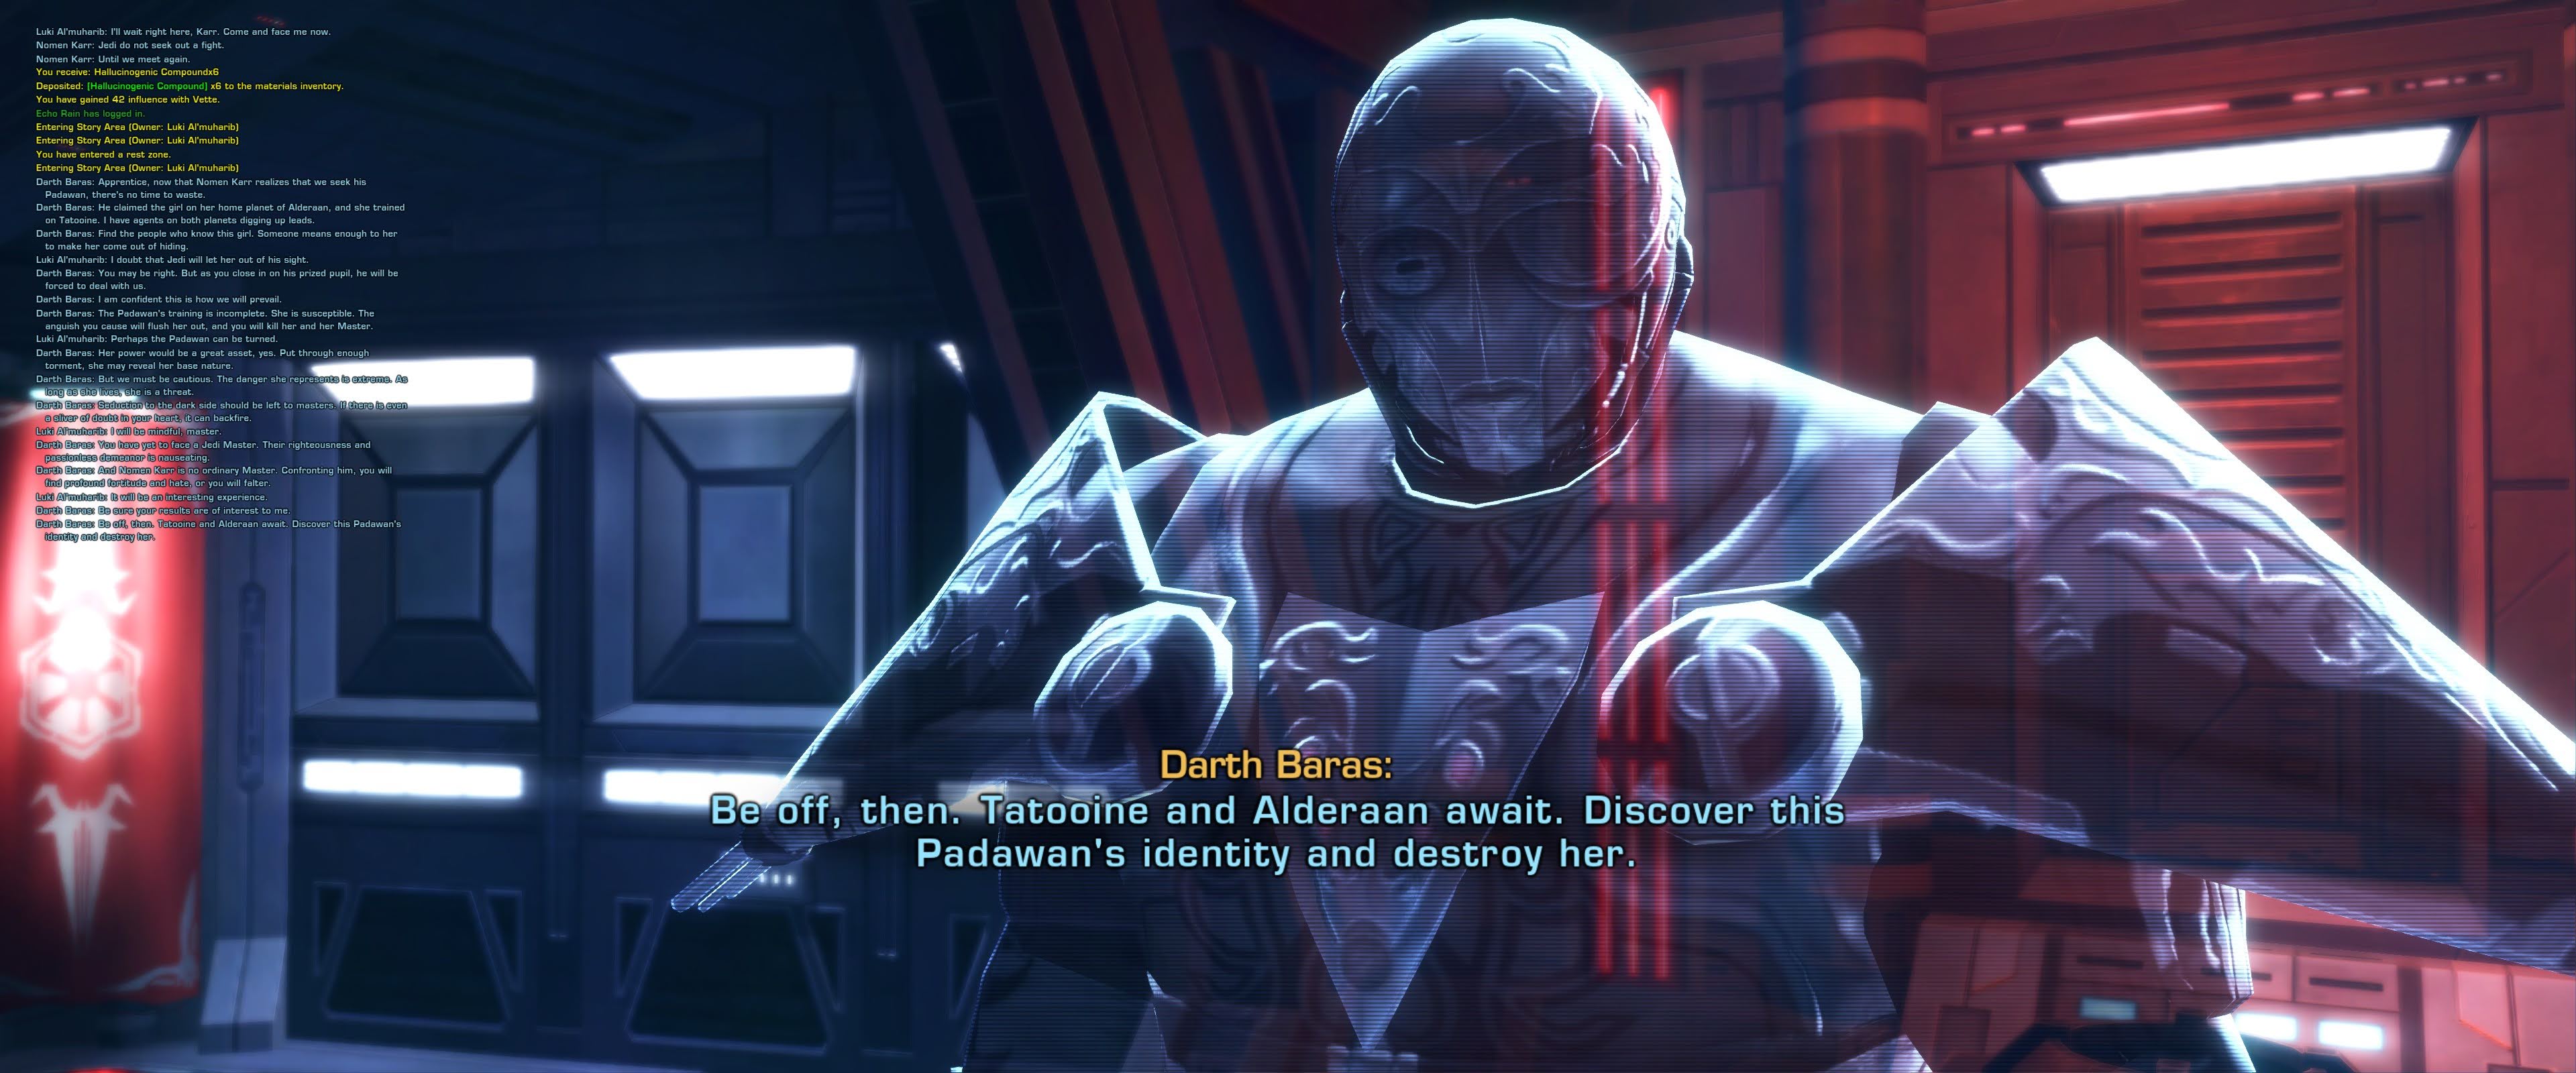 Luki Al'muharib: I'll wait right here, Karr. Come and face me now.
Nomen Karr: Jedi do not seek out a fight.
Nomen Karr: Until we meet again.
You receive: Hallucinogenic Compoundx6
Deposited: [Hallucinogenic Compound] x6 to the materials inventory.
You have gained 42 influence with Vette.
Echo Rain has logged in.
Entering Story Area (Owner: Luki Al'muharib)
Entering Story Area (Owner: Luki Al'muharib)
You have entered a rest zone.
Entering Story Area (Owner: Luki Al'muharib)
Darth Baras: Apprentice, now that Nomen Karr realizes that we seek his
Padawan, there's no time to waste.
Darth Baras: He claimed the girl on her home planet of Alderaan, and she trained
on Tatooine. I have agents on both planets digging up leads.
Darth Baras: Find the people who know this girl. Someone means enough to her
to make her come out of hiding.
Luki Al'muharib: I doubt that Jedi will let her out of his sight.
Darth Baras: You may be right. But as you close in on his prized pupil, he will be
forced to deal with us.
Darth Baras: I am confident this is how we will prevail.
Darth Baras: The Padawan's training is incomplete. She is susceptible. The
anguish you cause will flush her out, and you will kill her and her Master.
Luki Al'muharib: Perhaps the Padawan can be turned.
Darth Baras: Her power would be a great asset, yes. Put through enough
torment, she may reveal her base nature.
Darth Baras: But we must be cautious. The danger she represents is extreme. As
long as she lives, she is a threat.
Darth Baras: Seduction to the dark side should be left to masters. If there is even
a sliver of doubt in your heart, it can backfire.
Luki Al'muharib: I will be mindful, master.
Darth Baras: You have yet to face a Jedi Master. Their righteousness and
passionless demeanor is nauseating.
Darth Baras: And Nomen Karr is no ordinary Master. Confronting him, you will
find profound fortitude and hate, or you will falter.
Luki Al'muharib: It will be an interesting experience.
Darth Baras: Be sure your results are of interest to me.
Darth Baras: Be off, then. Tatooine and Alderaan await. Discover this Padawan's
identity and destroy her.
Darth Baras:
Be off, then. Tatooine and Alderaan await. Discover this
Padawan's identity and destroy her.